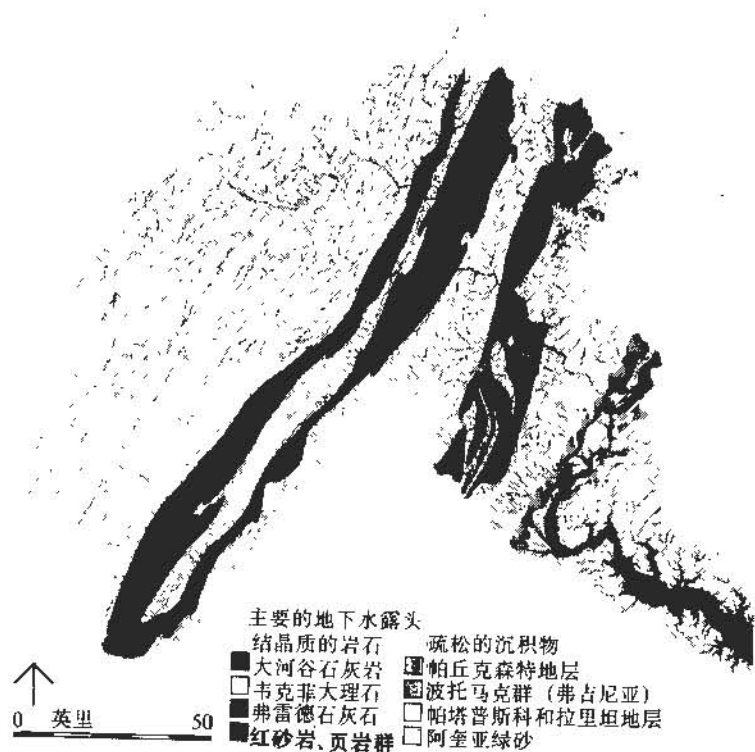 主要的地下水露头
结晶质的岩石
大河谷石灰岩
韦克菲大理石
弗雷德石灰石
红砂岩、页岩群
疏松的沉积物
帕丘克森特地层
波托马克群（弗吉尼亚）
帕塔普斯科和拉里坦地层
阿奎亚绿砂
0 英里 50